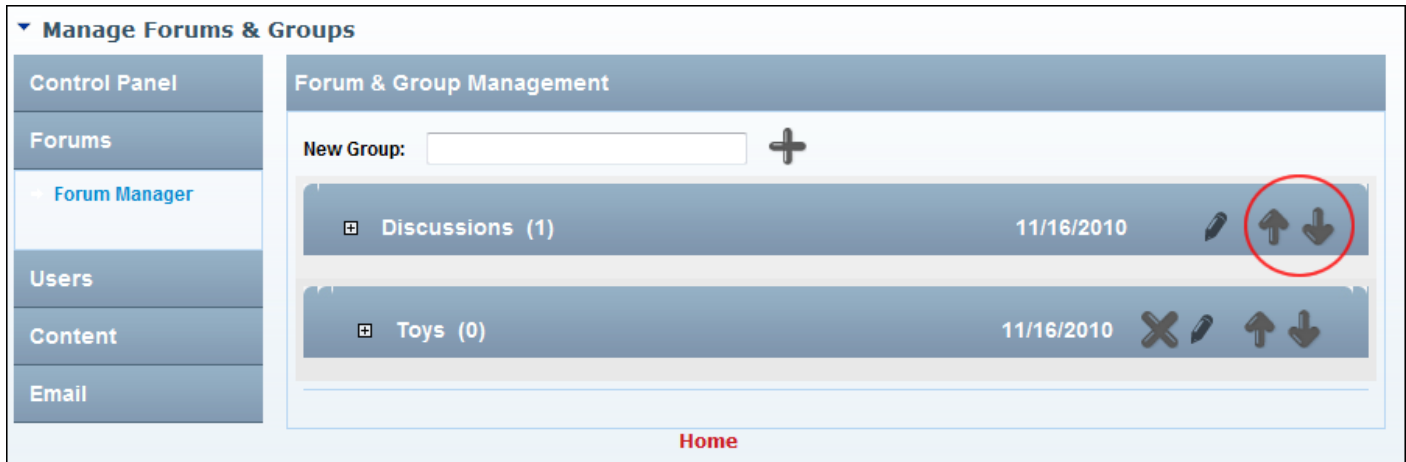 Manage Forums & Groups
Control Panel
Forum & Group Management
Forums
New Group:
Forum Manager
Discussions (1) 11/16/2010
Users
Toys (0) 11/16/2010
Content
Email
Home